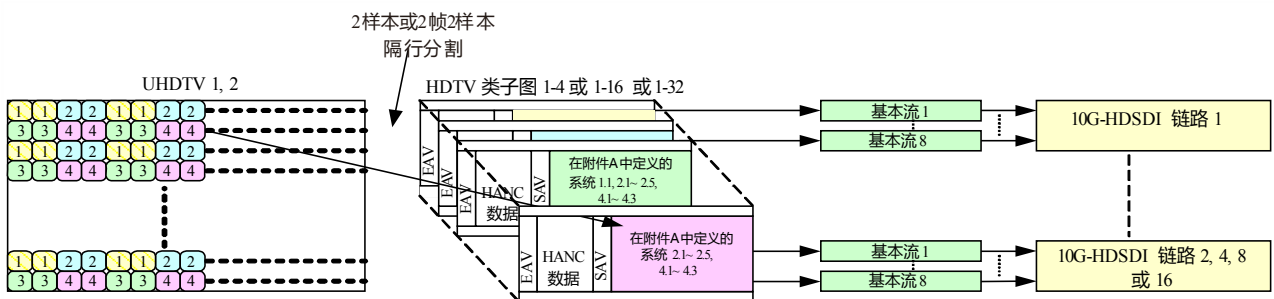 2样本或2帧2样本
隔行分割
UHDTV 1, 2
HDTV 类子图 1-4 或 1-16 或 1-32
1 1 2 2 1 1 2 2
3 3 4 4 3 3 4 4
1 1 2 2 1 1 2 2
3 3 4 4 3 3 4 4
1 1 2 2 1 1 2 2
3 3 4 4 3 3 4 4
EAV
EAV
EAV
HANC
数据
SAV
在附件A中定义的
系统 1.1, 2.1~ 2.5,
4.1~ 4.3
EAV
HANC
数据
SAV
在附件A中定义的
系统 2.1~ 2.5,
4.1~ 4.3
基本流 1
基本流 8
10G-HDSDI 链路 1
基本流 1
基本流 8
10G-HDSDI 链路 2, 4, 8
或 16